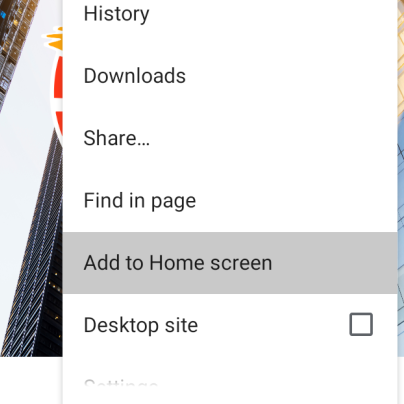 History
Downloads
Share...
Find in page
Add to Home screen
Desktop site
Settings